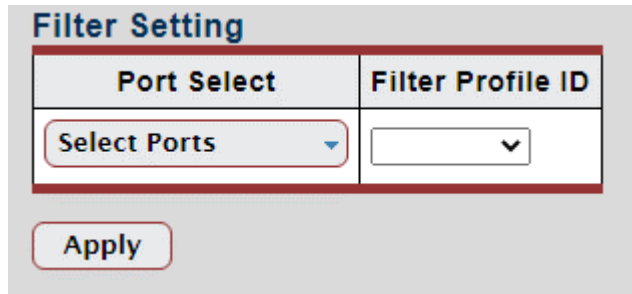 Filter Setting
Port Select Filter Profile ID
Select Ports
Apply